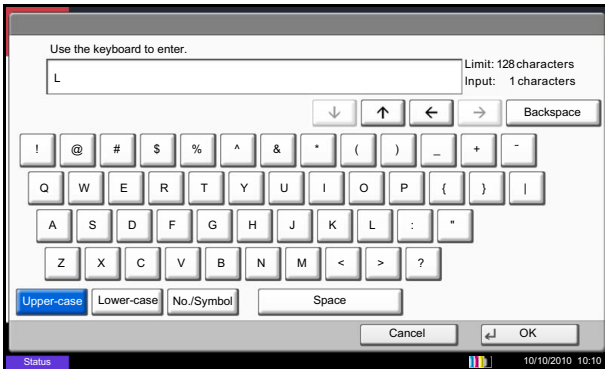 Use the keyboard to enter.
Limit: 128 characters
L
Input: 1 characters
↓ ↑ ← → Backspace
! @ # $ % ^ & * ( ) _ + ~
Q W E R T Y U I O P { } |
A S D F G H J K L : "
Z X C V B N M < > ?
Upper-case Lower-case No./Symbol Space
Cancel ↵ OK
Status 10/10/2010 10:10